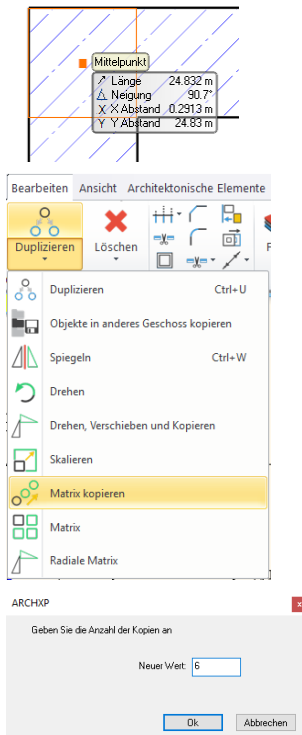 Mittelpunkt
Länge 24.832 m
Neigung 90.7°
X X Abstand 0.2913 m
Y Y Abstand 24.83 m
Bearbeiten Ansicht Architektonische Elemente
Duplizieren Löschen
Duplizieren Ctrl+U
Objekte in anderes Geschoss kopieren
Spiegeln Ctrl+W
Drehen
Drehen, Verschieben und Kopieren
Skalieren
Matrix kopieren
Matrix
Radiale Matrix
ARCHXP x
Geben Sie die Anzahl der Kopien an
Neuer Wert: 6
Ok Abbrechen